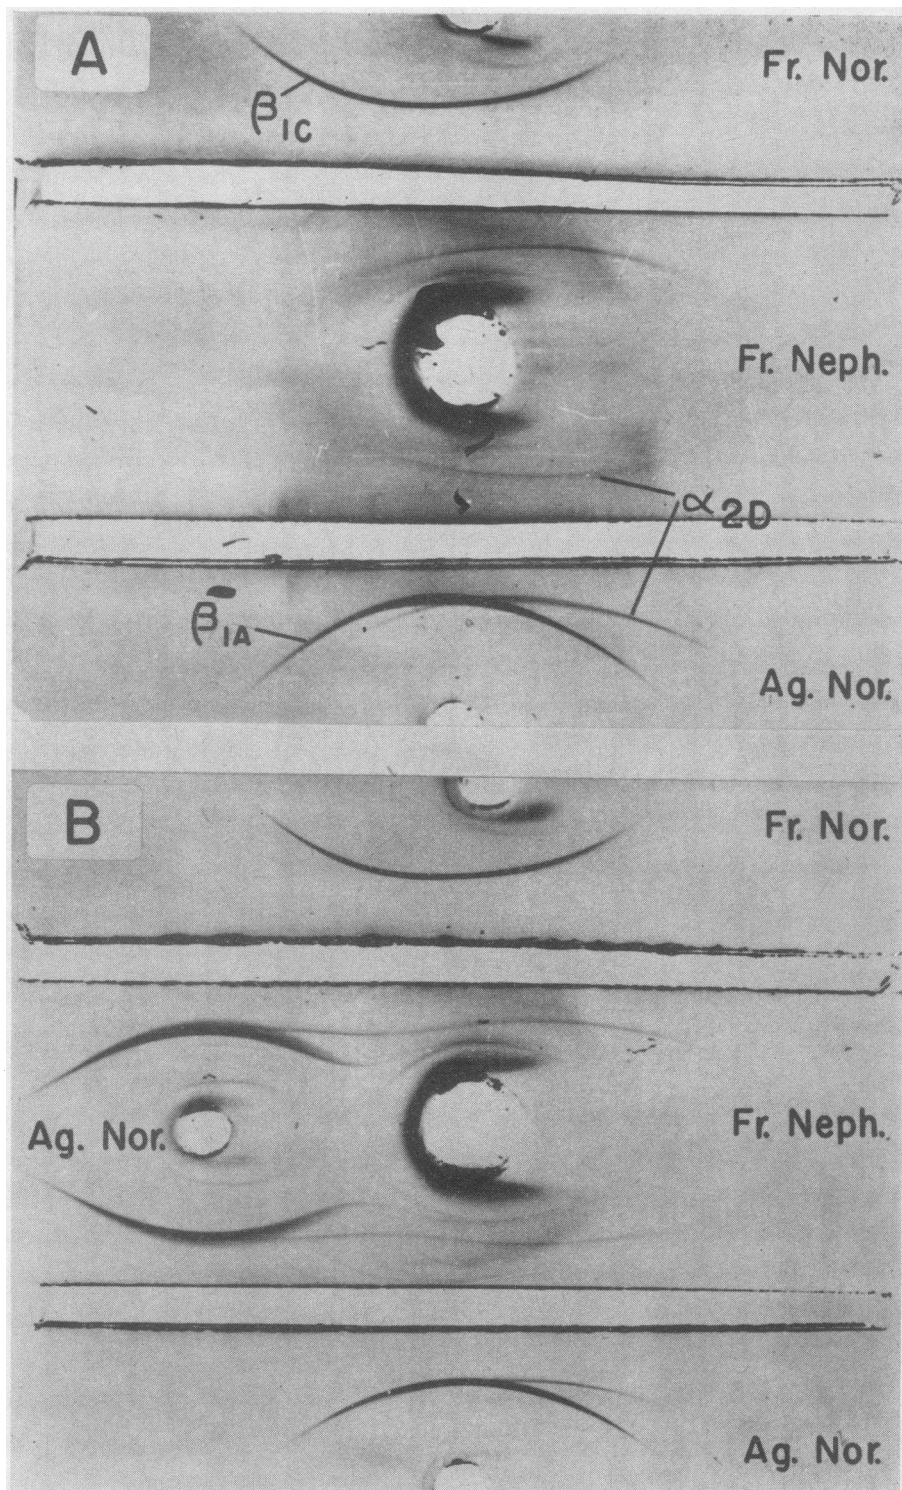 A
Fr. Nor.
β1C
Fr. Neph.
α2D
β1A
Ag. Nor.
B
Fr. Nor.
Ag. Nor.
Fr. Neph.
Ag. Nor.